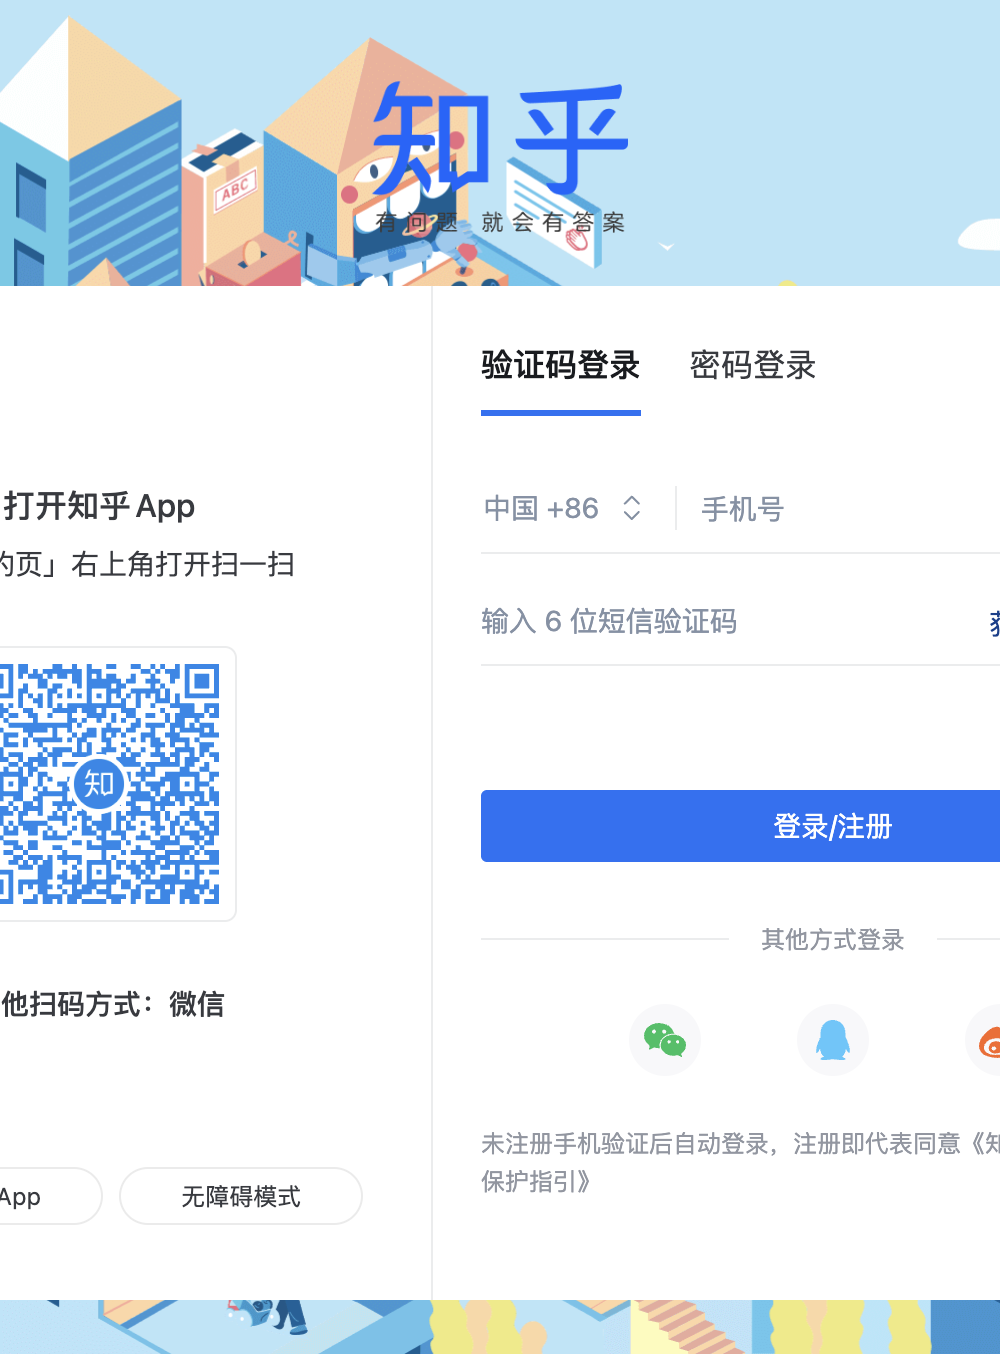 知乎
有问题 就会有答案
ABC
验证码登录 密码登录
打开知乎 App
的页」右上角打开扫一扫
中国 +86 手机号
输入 6 位短信验证码
知
登录/注册
其他方式登录
他扫码方式：微信
未注册手机验证后自动登录，注册即代表同意《知
保护指引》
App 无障碍模式